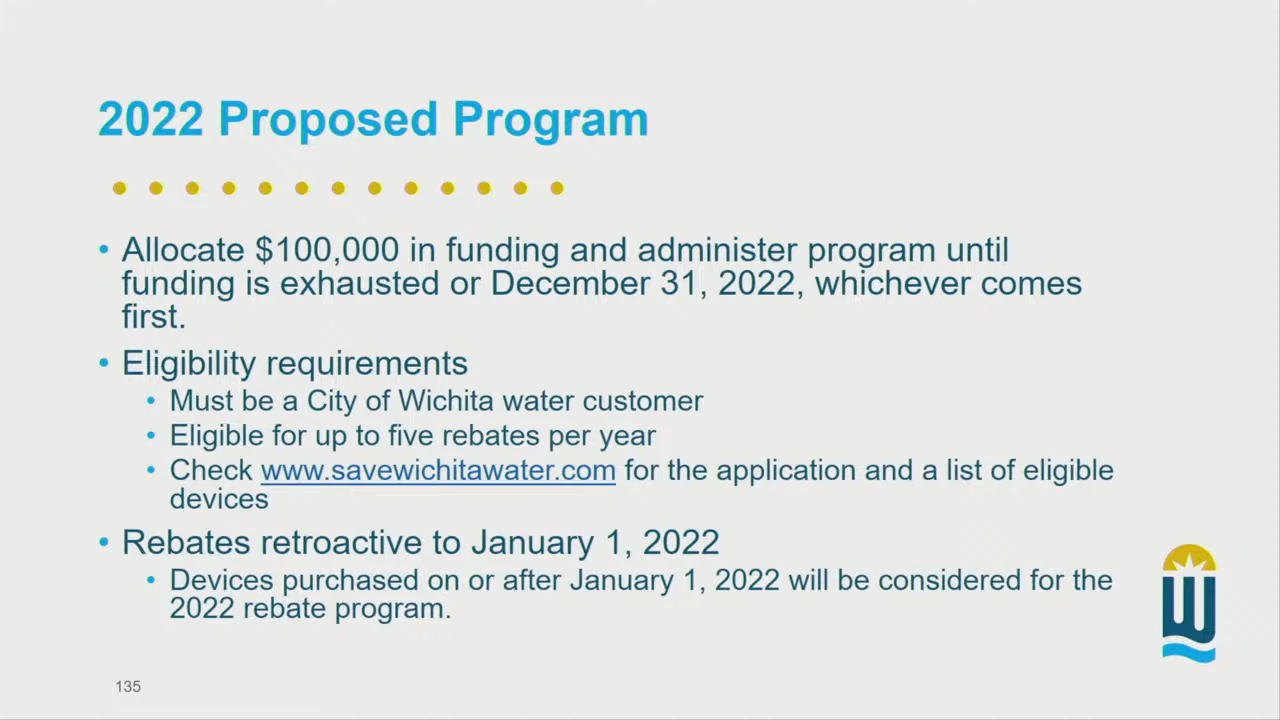 2022 Proposed Program
• Allocate $100,000 in funding and administer program until
funding is exhausted or December 31, 2022, whichever comes
first.
• Eligibility requirements
• Must be a City of Wichita water customer
• Eligible for up to five rebates per year
• Check www.savewichitawater.com for the application and a list of eligible
devices
• Rebates retroactive to January 1, 2022
• Devices purchased on or after January 1, 2022 will be considered for the
2022 rebate program.
W
135